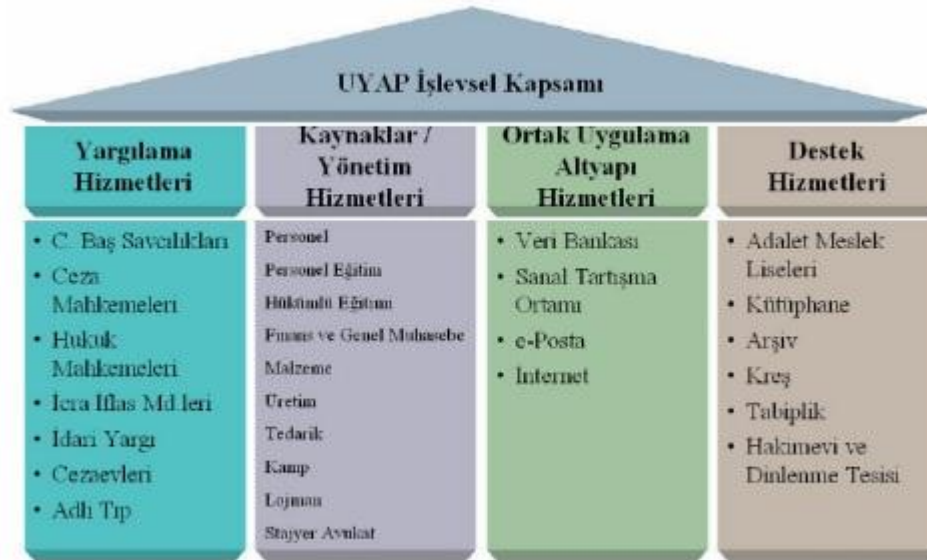 UYAP İşlevsel Kapsamı
Yargılama
Hizmetleri
• C. Baş Savcılıkları
• Ceza
Mahkemeleri
• Hukuk
Mahkemeleri
• İcra İflas Md.leri
• İdari Yargı
• Cezaevleri
• Adli Tıp
Kaynaklar /
Yönetim
Hizmetleri
Personel
Personel Eğitim
Hükümlü Eğitimi
Finans ve Genel Muhasebe
Malzeme
Üretim
Tedarik
Kamp
Lojman
Stajyer Avukat
Ortak Uygulama
Altyapı
Hizmetleri
• Veri Bankası
• Sanal Tartışma
Ortamı
• e-Posta
• Internet
Destek
Hizmetleri
• Adalet Meslek
Liseleri
• Kütüphane
• Arşiv
• Kreş
• Tabiplik
• Hakimevi ve
Dinlenme Tesisi